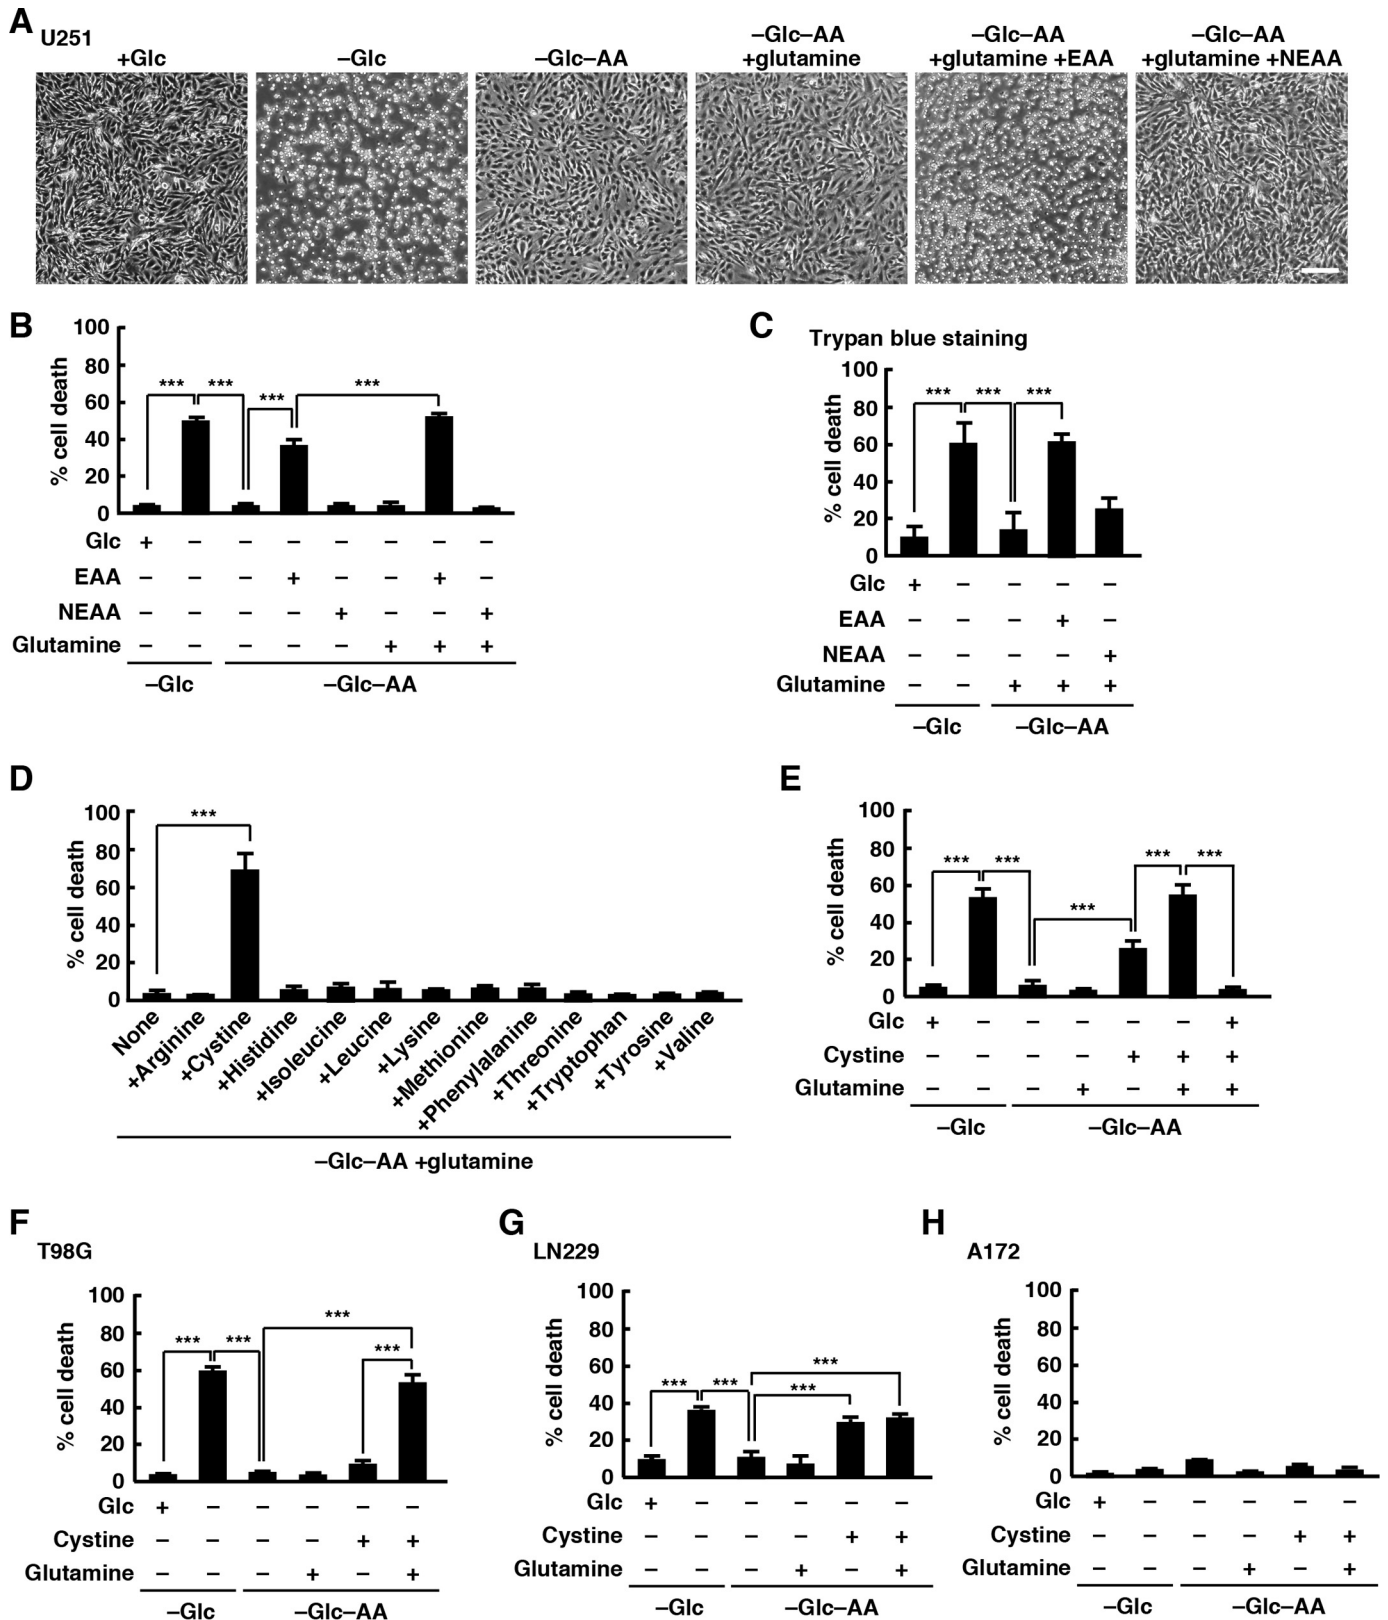 A
U251
+Glc
–Glc
–Glc–AA
–Glc–AA
+glutamine
–Glc–AA
+glutamine +EAA
–Glc–AA
+glutamine +NEAA
B
% cell death
100
80
60
40
20
0
*** *** *** ***
Glc + – – – – – – –
EAA – – – + – – + –
NEAA – – – – + – – +
Glutamine – – – – – + + +
–Glc
–Glc–AA
C
Trypan blue staining
% cell death
100
80
60
40
20
0
*** *** ***
Glc + – – – –
EAA – – – + –
NEAA – – – – +
Glutamine – – + + +
–Glc
–Glc–AA
D
% cell death
100
80
60
40
20
0
***
None
+Arginine
+Cystine
+Histidine
+Isoleucine
+Leucine
+Lysine
+Methionine
+Phenylalanine
+Threonine
+Tryptophan
+Tyrosine
+Valine
–Glc–AA +glutamine
E
% cell death
100
80
60
40
20
0
*** *** *** *** ***
Glc + – – – – – +
Cystine – – – – + + +
Glutamine – – – + – + +
–Glc
–Glc–AA
F
T98G
% cell death
100
80
60
40
20
0
*** *** *** ***
Glc + – – – – –
Cystine – – – – + +
Glutamine – – – + – +
–Glc
–Glc–AA
G
LN229
% cell death
100
80
60
40
20
0
*** *** *** ***
Glc + – – – – –
Cystine – – – – + +
Glutamine – – – + – +
–Glc
–Glc–AA
H
A172
% cell death
100
80
60
40
20
0
Glc + – – – – –
Cystine – – – – + +
Glutamine – – – + – +
–Glc
–Glc–AA